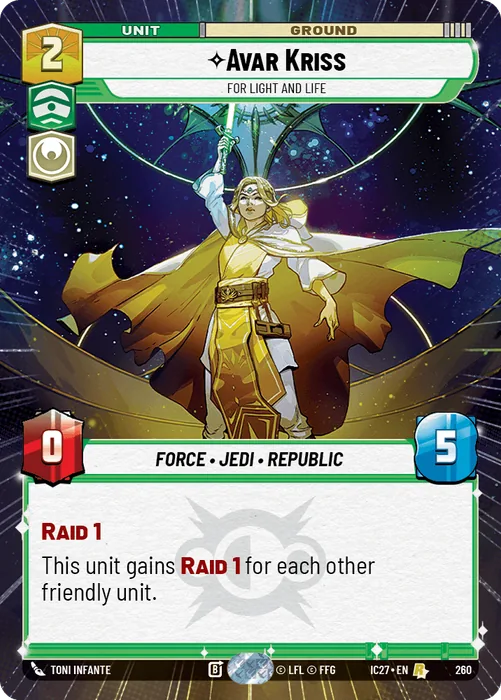 UNIT
GROUND
2
AVAR KRISS
FOR LIGHT AND LIFE
0
5
FORCE • JEDI • REPUBLIC
RAID 1
This unit gains RAID 1 for each other
friendly unit.
TONI INFANTE
B
© LFL © FFG
IC27 • EN
R
260